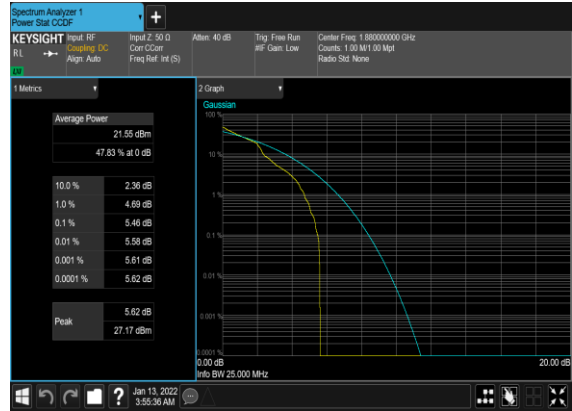 Spectrum Analyzer 1
Power Stat CCDF
KEYSIGHT
Input: RF
Input Z: 50 Ω
Atten: 40 dB
Trig: Free Run
Center Freq: 1.880000000 GHz
RL
Coupling: DC
Corr CCorr
#IF Gain: Low
Counts: 1.00 M/1.00 Mpt
Align: Auto
Freq Ref: Int (S)
Radio Std: None
1 Metrics
2 Graph
Gaussian
Average Power
21.55 dBm
47.83 % at 0 dB
10.0 % 2.36 dB
1.0 % 4.69 dB
0.1 % 5.46 dB
0.01 % 5.58 dB
0.001 % 5.61 dB
0.0001 % 5.62 dB
Peak
5.62 dB
27.17 dBm
100 %
10 %
1 %
0.1 %
0.01 %
0.001 %
0.0001 %
0.00 dB
20.00 dB
Info BW 25.000 MHz
?
Jan 13, 2022
3:55:36 AM